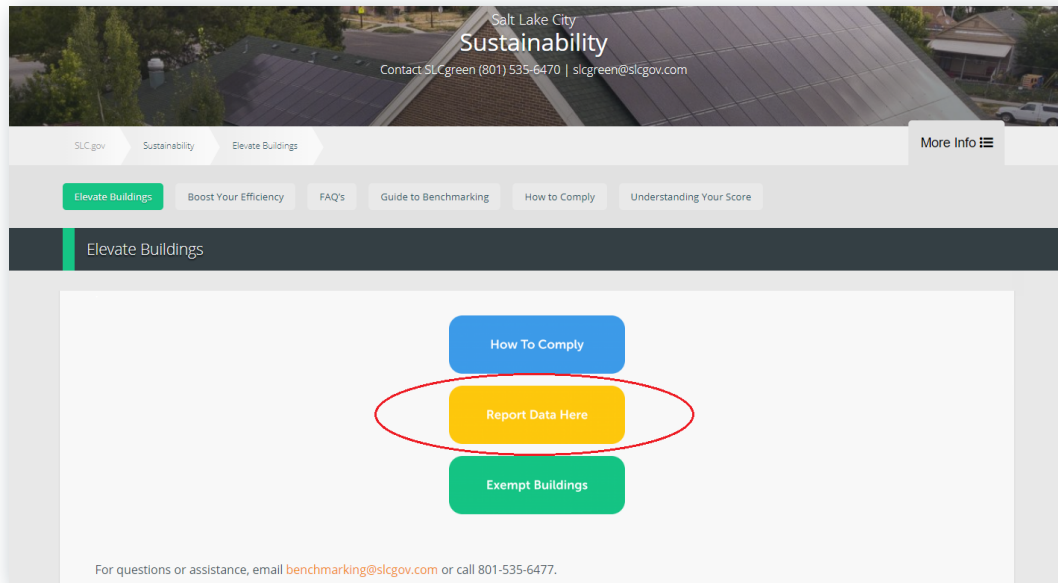 Salt Lake City
Sustainability
Contact SLCgreen (801) 535-6470 | slcgreen@slcgov.com
SLC.gov Sustainability Elevate Buildings
More Info
Elevate Buildings Boost Your Efficiency FAQ's Guide to Benchmarking How to Comply Understanding Your Score
Elevate Buildings
How To Comply
Report Data Here
Exempt Buildings
For questions or assistance, email benchmarking@slcgov.com or call 801-535-6477.